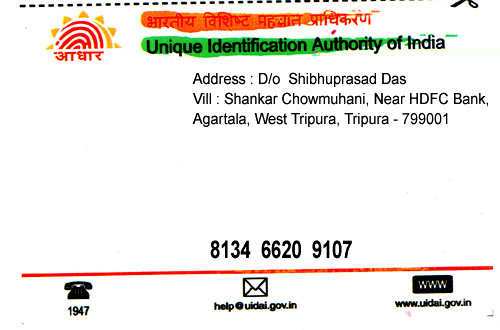 भारतीय विशिष्ट पहचान प्राधिकरण
Unique Identification Authority of India
आधार
Address : D/o Shibhuprasad Das
Vill : Shankar Chowmuhani, Near HDFC Bank,
Agartala, West Tripura, Tripura - 799001
8134 6620 9107
1947
help@uidai.gov.in
www
www.uidai.gov.in